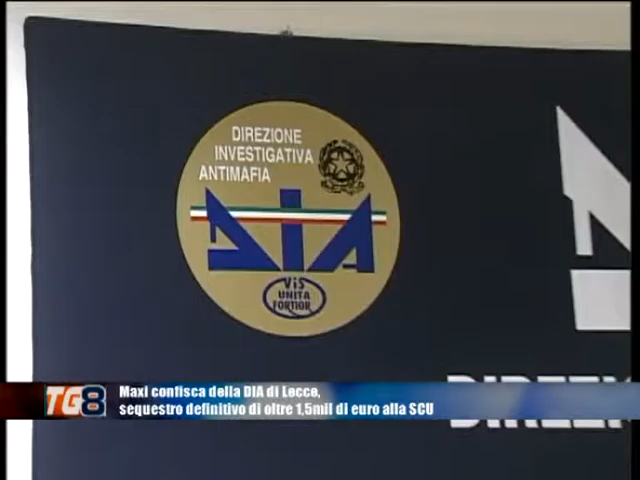 DIREZIONE
INVESTIGATIVA
ANTIMAFIA
DIA
ViS
UNITA
FORTIOR
TG8
Maxi confisca della DIA di Lecce,
sequestro definitivo di oltre 1,5mil di euro alla SCU